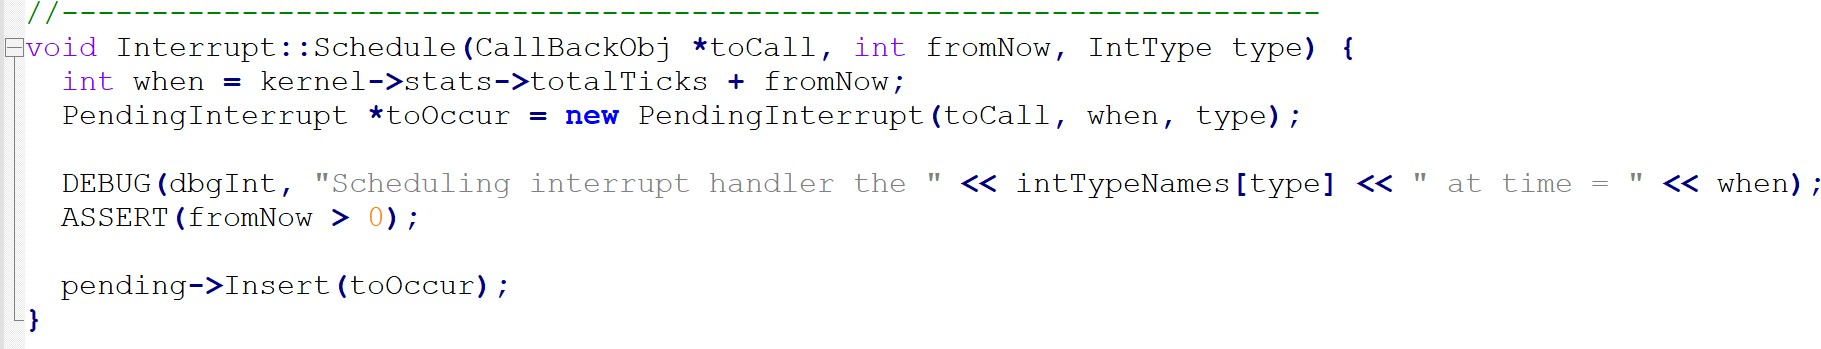 //----------------------------------------------------------------------
void Interrupt::Schedule(CallBackObj *toCall, int fromNow, IntType type) {
  int when = kernel->stats->totalTicks + fromNow;
  PendingInterrupt *toOccur = new PendingInterrupt(toCall, when, type);

  DEBUG(dbgInt, "Scheduling interrupt handler the " << intTypeNames[type] << " at time = " << when);
  ASSERT(fromNow > 0);

  pending->Insert(toOccur);
}